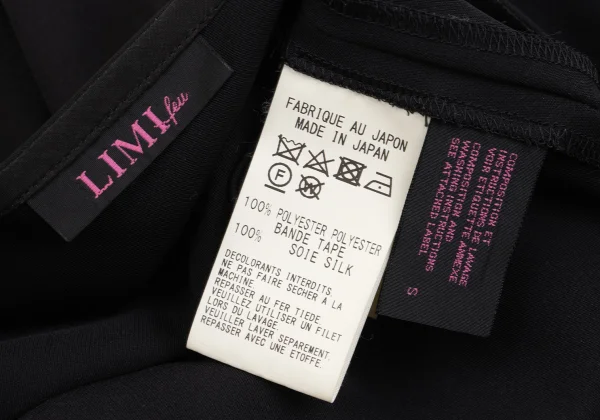 LIMI feu
FABRIQUE AU JAPON
MADE IN JAPAN
F W
100% POLYESTER POLYESTER
BANDE TAPE
100% SOIE SILK
DECOLORANTS INTERDITS.
NE PAS FAIRE SECHER A LA
MACHINE.
REPASSER AU FER TIEDE.
VEUILLEZ UTILISER UN FILET
LORS DU LAVAGE.
VEUILLER LAVER SEPAREMENT.
REPASSER AVEC UNE ETOFFE.
COMPOSITION ET
INSTRUCTIONS DE LAVAGE
VOIR ETIQUETTE ANNEXE
COMPOSITION AND
WASHING INSTRUCTIONS
SEE ATTACHED LABEL
S